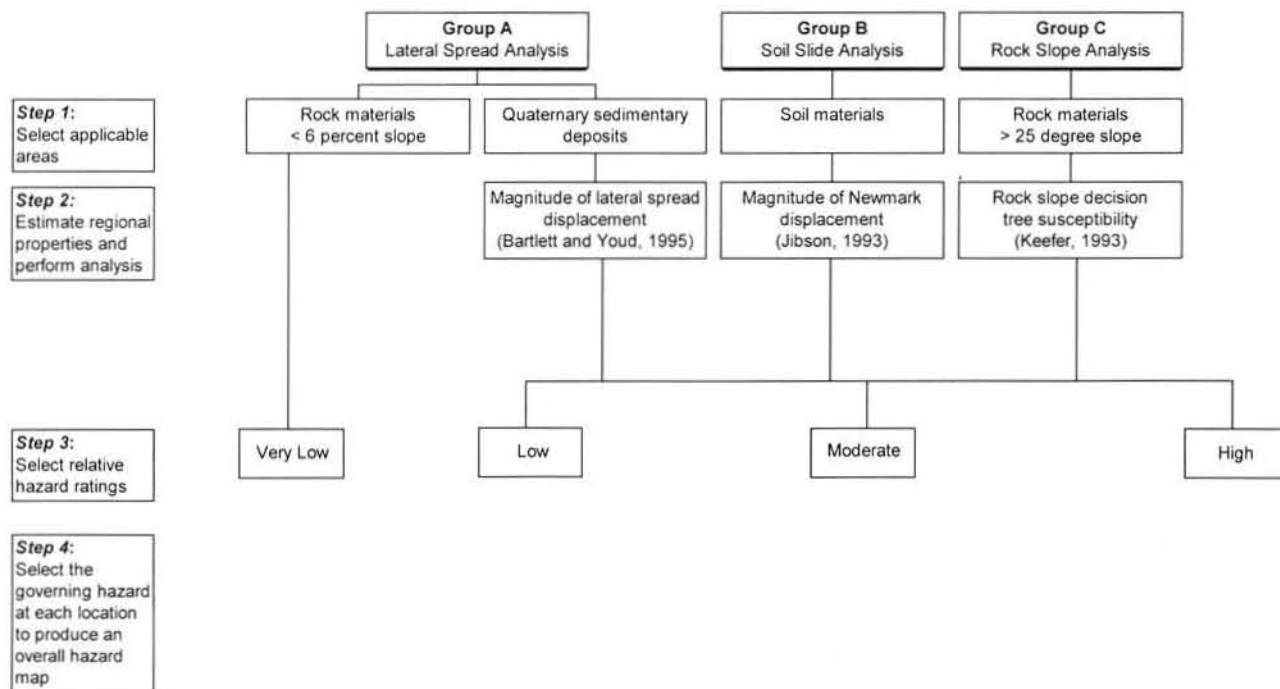 Group A
Lateral Spread Analysis
Group B
Soil Slide Analysis
Group C
Rock Slope Analysis
Step 1:
Select applicable
areas
Rock materials
< 6 percent slope
Quaternary sedimentary
deposits
Soil materials
Rock materials
> 25 degree slope
Step 2:
Estimate regional
properties and
perform analysis
Magnitude of lateral spread
displacement
(Bartlett and Youd, 1995)
Magnitude of Newmark
displacement
(Jibson, 1993)
Rock slope decision
tree susceptibility
(Keefer, 1993)
Step 3:
Select relative
hazard ratings
Very Low
Low
Moderate
High
Step 4:
Select the
governing hazard
at each location
to produce an
overall hazard
map